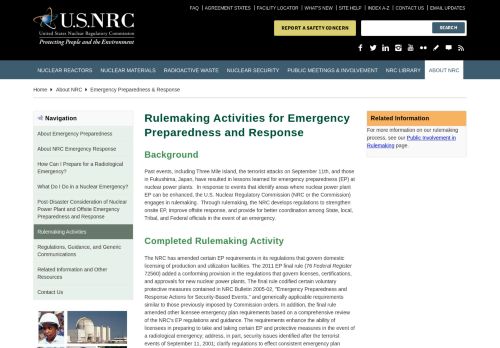 U.S.NRC
United States Nuclear Regulatory Commission
Protecting People and the Environment
FAQ | AGREEMENT STATES | FACILITY LOCATOR | WHAT'S NEW | SITE HELP | INDEX A-Z | CONTACT US | EMAIL UPDATES
REPORT A SAFETY CONCERN
SEARCH
NUCLEAR REACTORS NUCLEAR MATERIALS RADIOACTIVE WASTE NUCLEAR SECURITY PUBLIC MEETINGS & INVOLVEMENT NRC LIBRARY ABOUT NRC
Home About NRC Emergency Preparedness & Response
Navigation
About Emergency Preparedness
About NRC Emergency Response
How Can I Prepare for a Radiological
Emergency?
What Do I Do in a Nuclear Emergency?
Post-Disaster Consideration of Nuclear
Power Plant and Offsite Emergency
Preparedness and Response
Rulemaking Activities
Regulations, Guidance, and Generic
Communications
Related Information and Other
Resources
Contact Us
Rulemaking Activities for Emergency
Preparedness and Response
Background
Past events, including Three Mile Island, the terrorist attacks on September 11th, and those
in Fukushima, Japan, have resulted in lessons learned for emergency preparedness (EP) at
nuclear power plants. In response to events that identify areas where nuclear power plant
EP can be enhanced, the U.S. Nuclear Regulatory Commission (NRC or the Commission)
engages in rulemaking. Through rulemaking, the NRC develops regulations to strengthen
onsite EP, improve offsite response, and provide for better coordination among State, local,
Tribal, and Federal officials in the event of an emergency.
Completed Rulemaking Activity
The NRC has amended certain EP requirements in its regulations that govern domestic
licensing of production and utilization facilities. The 2011 EP final rule (76 Federal Register
72560) added a conforming provision in the regulations that govern licenses, certifications,
and approvals for new nuclear power plants. The final rule codified certain voluntary
protective measures contained in NRC Bulletin 2005-02, "Emergency Preparedness and
Response Actions for Security-Based Events," and generically applicable requirements
similar to those previously imposed by Commission orders. In addition, the final rule
amended other licensee emergency plan requirements based on a comprehensive review
of the NRC's EP regulations and guidance. The requirements enhance the ability of
licensees in preparing to take and taking certain EP and protective measures in the event of
a radiological emergency; address, in part, security issues identified after the terrorist
events of September 11, 2001; clarify regulations to effect consistent emergency plan
Related Information
For more information on our rulemaking
process, see our Public Involvement in
Rulemaking page.